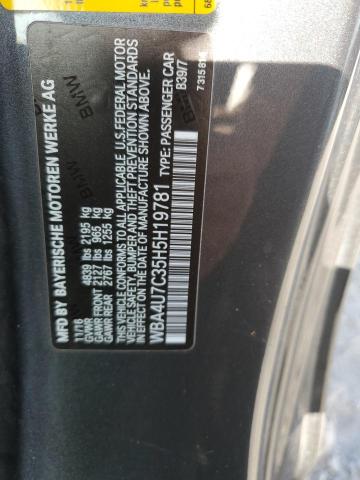 MFD BY BAYERISCHE MOTOREN WERKE AG
11/16
GVWR 4839 lbs 2195 kg
GAWR FRONT 2127 lbs 965 kg
GAWR REAR 2767 lbs 1255 kg
THIS VEHICLE CONFORMS TO ALL APPLICABLE U.S.FEDERAL MOTOR
VEHICLE SAFETY, BUMPER, AND THEFT PREVENTION STANDARDS
IN EFFECT ON THE DATE OF MANUFACTURE SHOWN ABOVE.
WBA4U7C35H5H19781 TYPE: PASSENGER CAR
B39/7
BMW
BMW